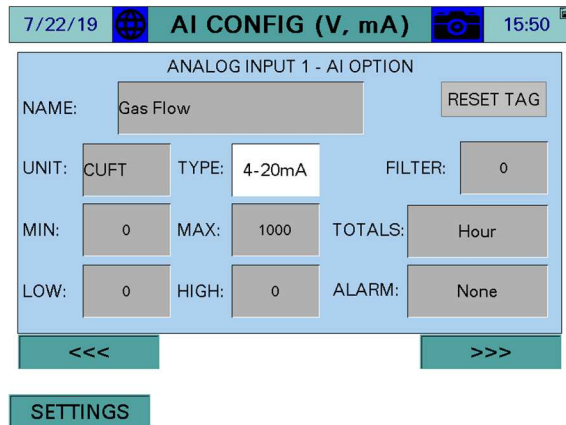 7/22/19 AI CONFIG (V, mA) 15:50
ANALOG INPUT 1 - AI OPTION
NAME: Gas Flow RESET TAG
UNIT: CUFT TYPE: 4-20mA FILTER: 0
MIN: 0 MAX: 1000 TOTALS: Hour
LOW: 0 HIGH: 0 ALARM: None
<<< >>>
SETTINGS